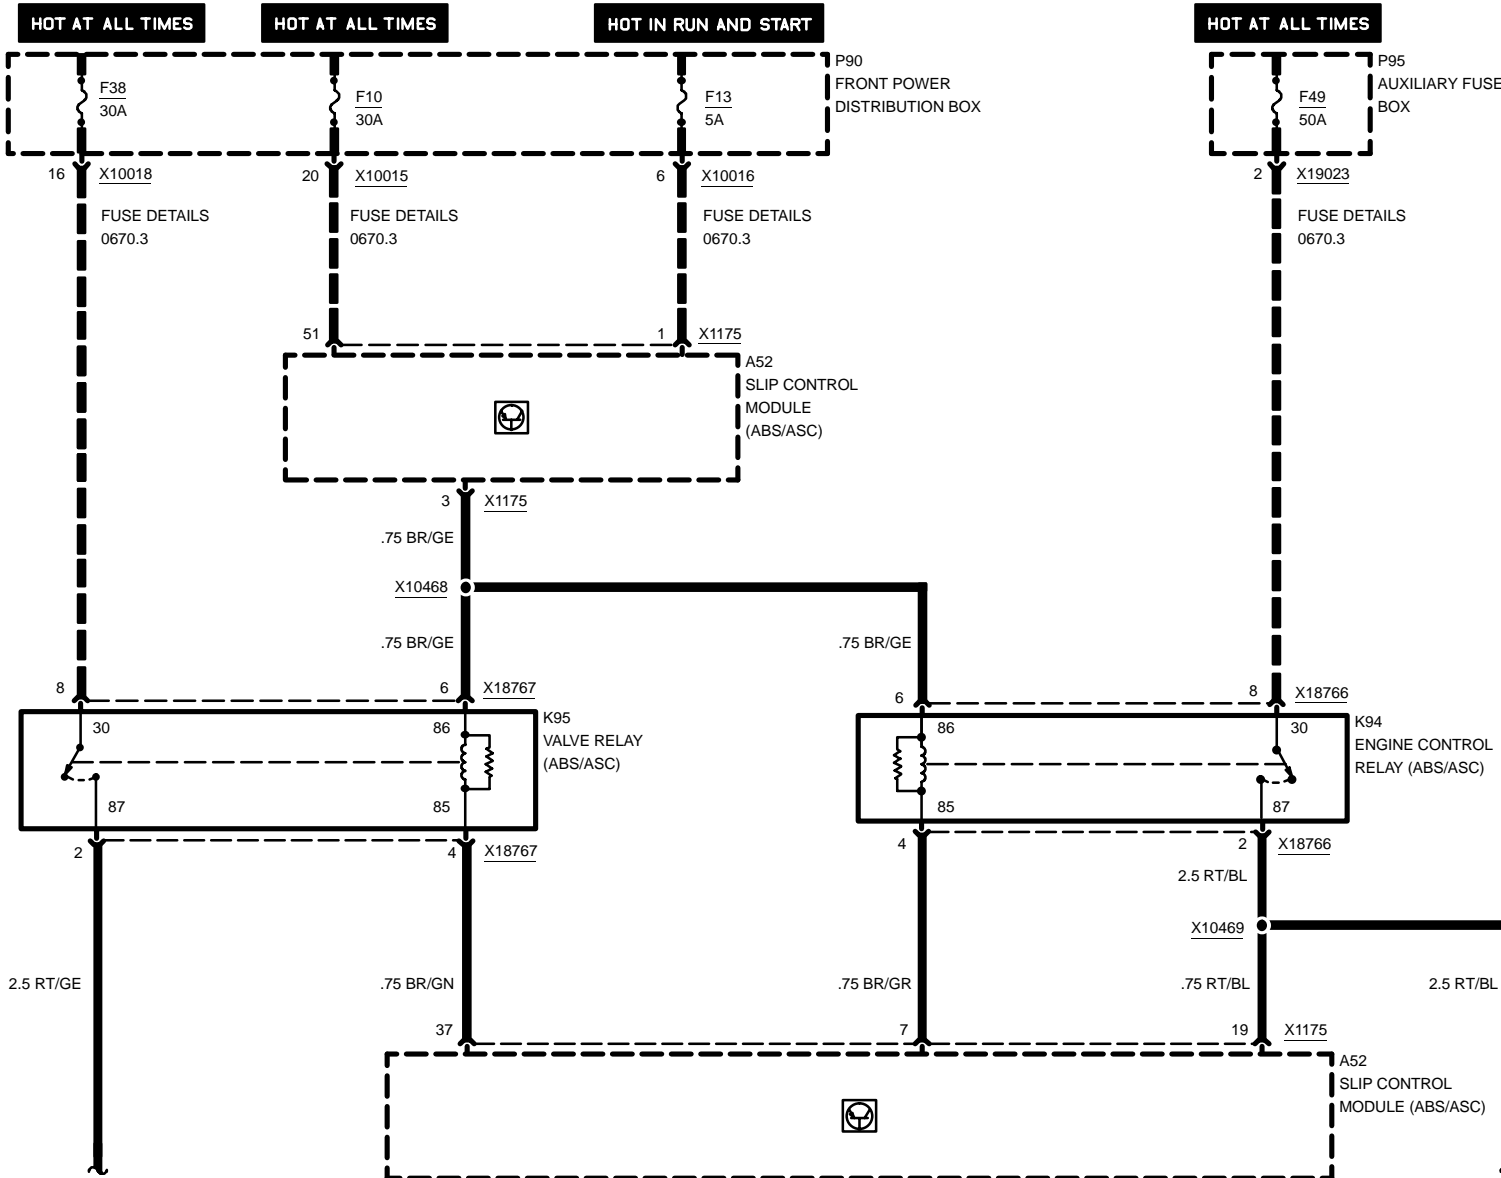 HOT AT ALL TIMES
HOT AT ALL TIMES
HOT IN RUN AND START
HOT AT ALL TIMES
F38
30A
F10
30A
F13
5A
P90
FRONT POWER
DISTRIBUTION BOX
F49
50A
P95
AUXILIARY FUSE
BOX
16 X10018
20 X10015
6 X10016
2 X19023
FUSE DETAILS
0670.3
FUSE DETAILS
0670.3
FUSE DETAILS
0670.3
FUSE DETAILS
0670.3
51
1 X1175
A52
SLIP CONTROL
MODULE
(ABS/ASC)
3 X1175
.75 BR/GE
X10468
.75 BR/GE
.75 BR/GE
8
6 X18767
6
8 X18766
30
86
K95
VALVE RELAY
(ABS/ASC)
87
85
86
30
K94
ENGINE CONTROL
RELAY (ABS/ASC)
85
87
2
4 X18767
4
2 X18766
2.5 RT/BL
X10469
2.5 RT/GE
.75 BR/GN
.75 BR/GR
.75 RT/BL
2.5 RT/BL
37
7
19 X1175
A52
SLIP CONTROL
MODULE (ABS/ASC)